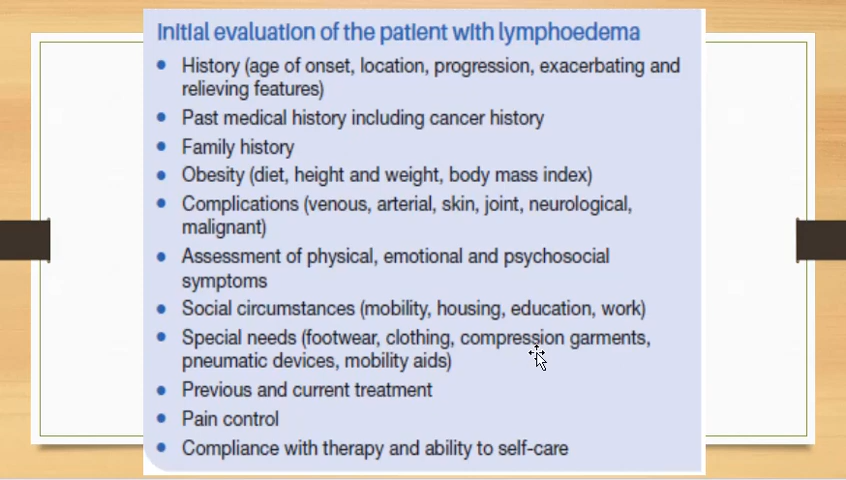 Initial evaluation of the patient with lymphoedema
• History (age of onset, location, progression, exacerbating and
relieving features)
• Past medical history including cancer history
• Family history
• Obesity (diet, height and weight, body mass index)
• Complications (venous, arterial, skin, joint, neurological,
malignant)
• Assessment of physical, emotional and psychosocial
symptoms
• Social circumstances (mobility, housing, education, work)
• Special needs (footwear, clothing, compression garments,
pneumatic devices, mobility aids)
• Previous and current treatment
• Pain control
• Compliance with therapy and ability to self-care